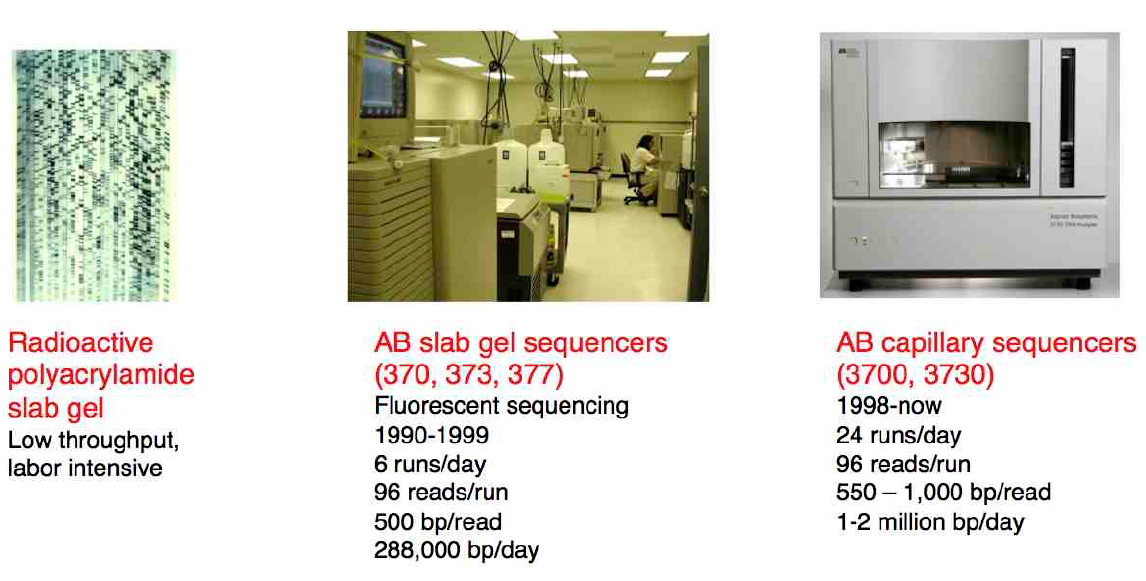 Radioactive
polyacrylamide
slab gel
Low throughput,
labor intensive
AB slab gel sequencers
(370, 373, 377)
Fluorescent sequencing
1990-1999
6 runs/day
96 reads/run
500 bp/read
288,000 bp/day
AB capillary sequencers
(3700, 3730)
1998-now
24 runs/day
96 reads/run
550 – 1,000 bp/read
1-2 million bp/day